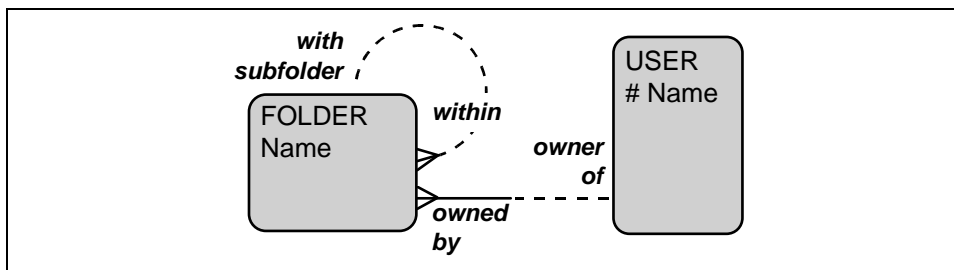 with
subfolder
FOLDER
Name
within
owned
by
owner
of
USER
# Name